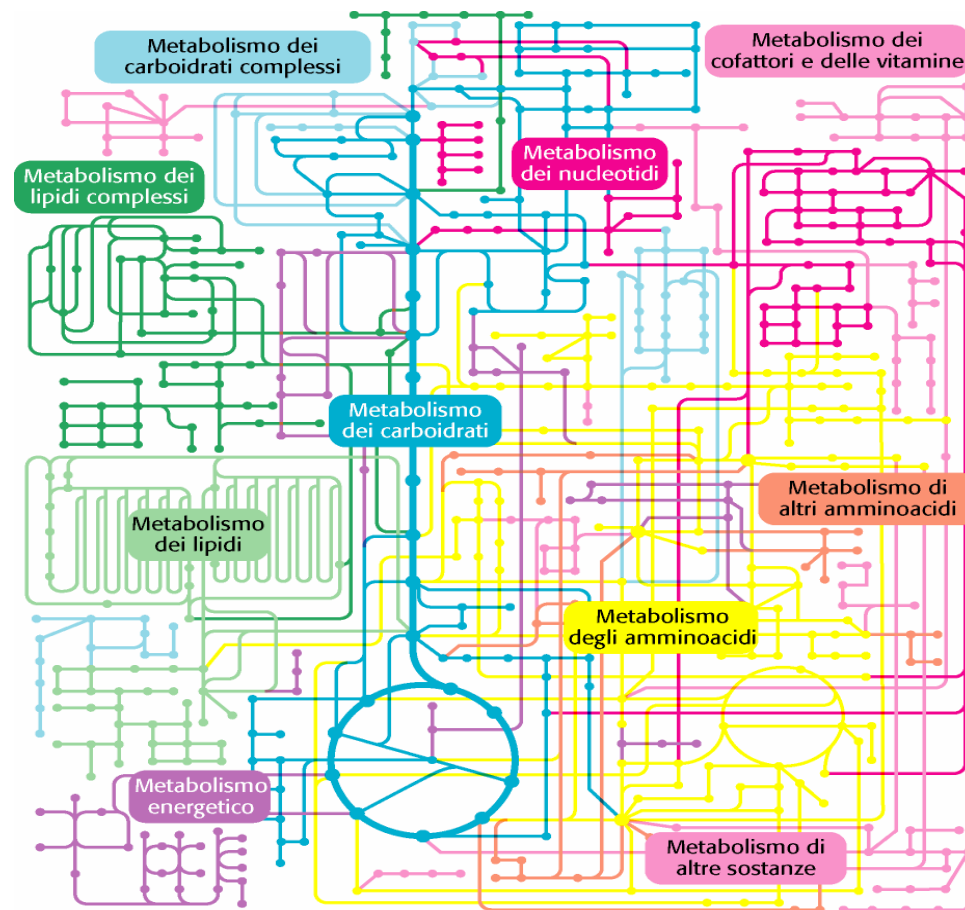 Metabolismo dei
carboidrati complessi
Metabolismo dei
cofattori e delle vitamine
Metabolismo
dei nucleotidi
Metabolismo dei
lipidi complessi
Metabolismo
dei carboidrati
Metabolismo di
altri amminoacidi
Metabolismo
dei lipidi
Metabolismo
degli amminoacidi
Metabolismo
energetico
Metabolismo di
altre sostanze